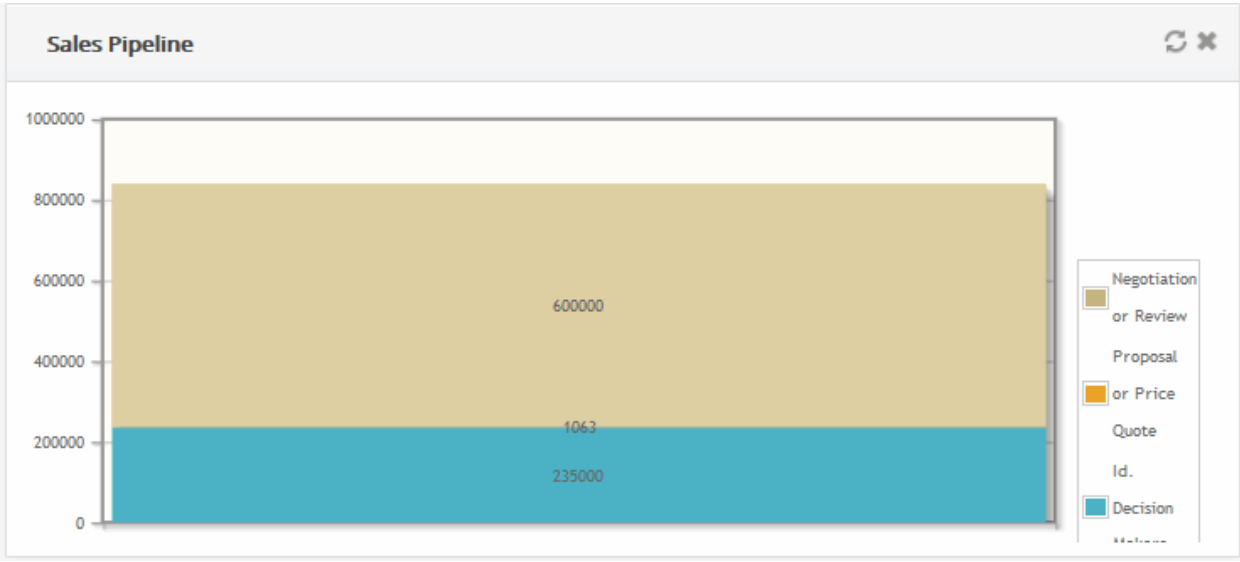 Sales Pipeline
1000000
800000
600000
400000
200000
0
600000
1063
235000
Negotiation
or Review
Proposal
or Price
Quote
Id.
Decision